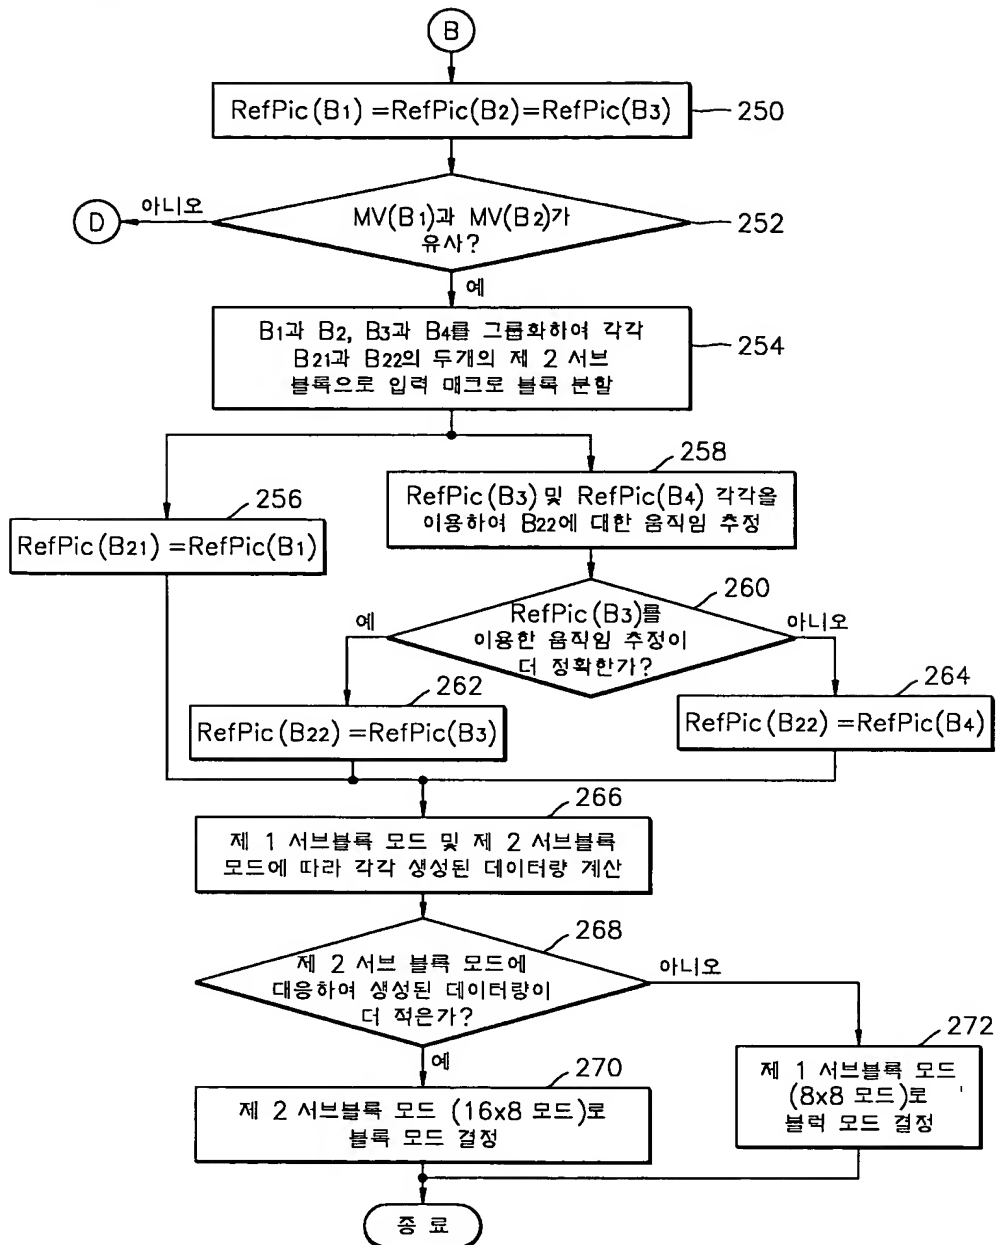 B
RefPic(B1)=RefPic(B2)=RefPic(B3)
250
아니오
D
MV(B1)과 MV(B2)가
유사?
252
예
B1과 B2, B3과 B4를 그룹화하여 각각
B21과 B22의 두개의 제 2 서브
블록으로 입력 매크로 블록 분할
254
258
RefPic(B3) 및 RefPic(B4) 각각을
이용하여 B22에 대한 움직임 추정
256
RefPic(B21)=RefPic(B1)
260
RefPic(B3)를
이용한 움직임 추정이
더 정확한가?
예
아니오
262
RefPic(B22)=RefPic(B3)
264
RefPic(B22)=RefPic(B4)
266
제 1 서브블록 모드 및 제 2 서브블록
모드에 따라 각각 생성된 데이터량 계산
268
제 2 서브 블록 모드에
대응하여 생성된 데이터량이
더 적은가?
아니오
예
270
제 2 서브블록 모드 (16x8 모드)로
블록 모드 결정
272
제 1 서브블록 모드
(8x8 모드)로
블럭 모드 결정
종료